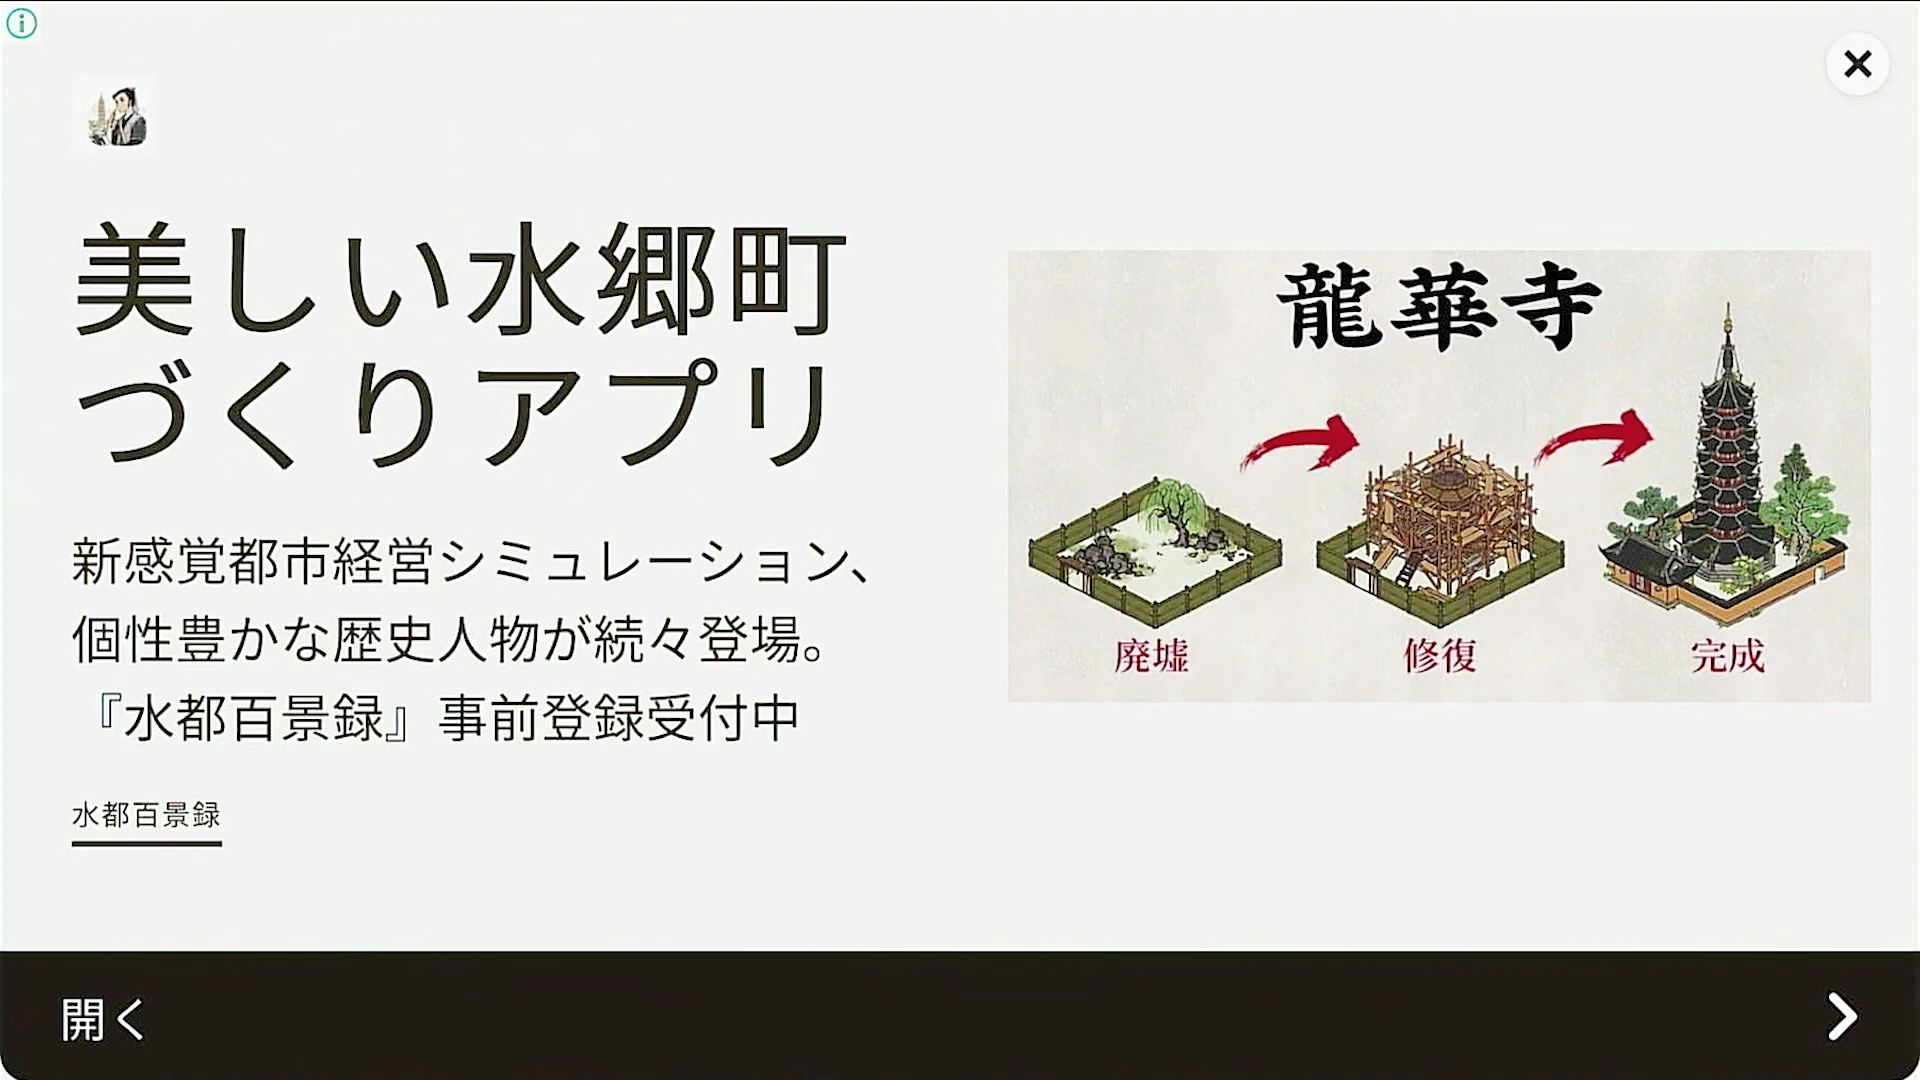 美しい水郷町
づくりアプリ
新感覚都市経営シミュレーション、
個性豊かな歴史人物が続々登場。
『水都百景録』事前登録受付中
水都百景録
龍華寺
廃墟
修復
完成
開く